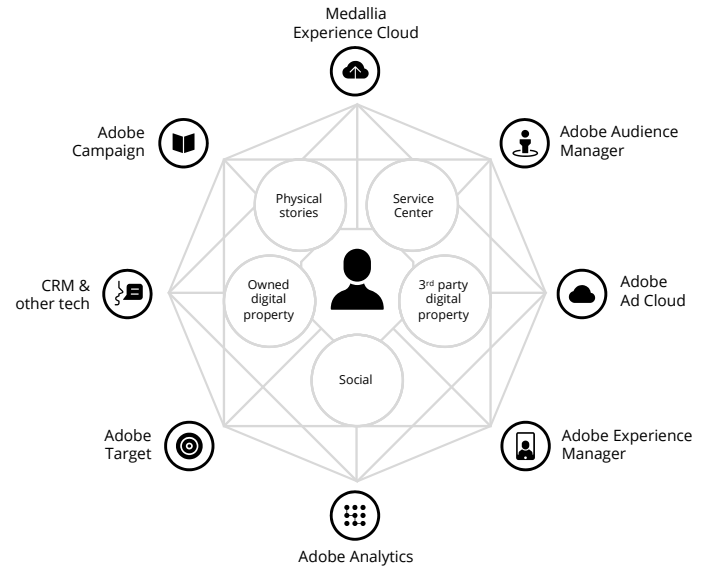 Medallia
Experience Cloud
Adobe
Campaign
Adobe Audience
Manager
Physical
stories
Service
Center
CRM &
other tech
Owned
digital
property
3rd party
digital
property
Adobe
Ad Cloud
Social
Adobe
Target
Adobe Experience
Manager
Adobe Analytics